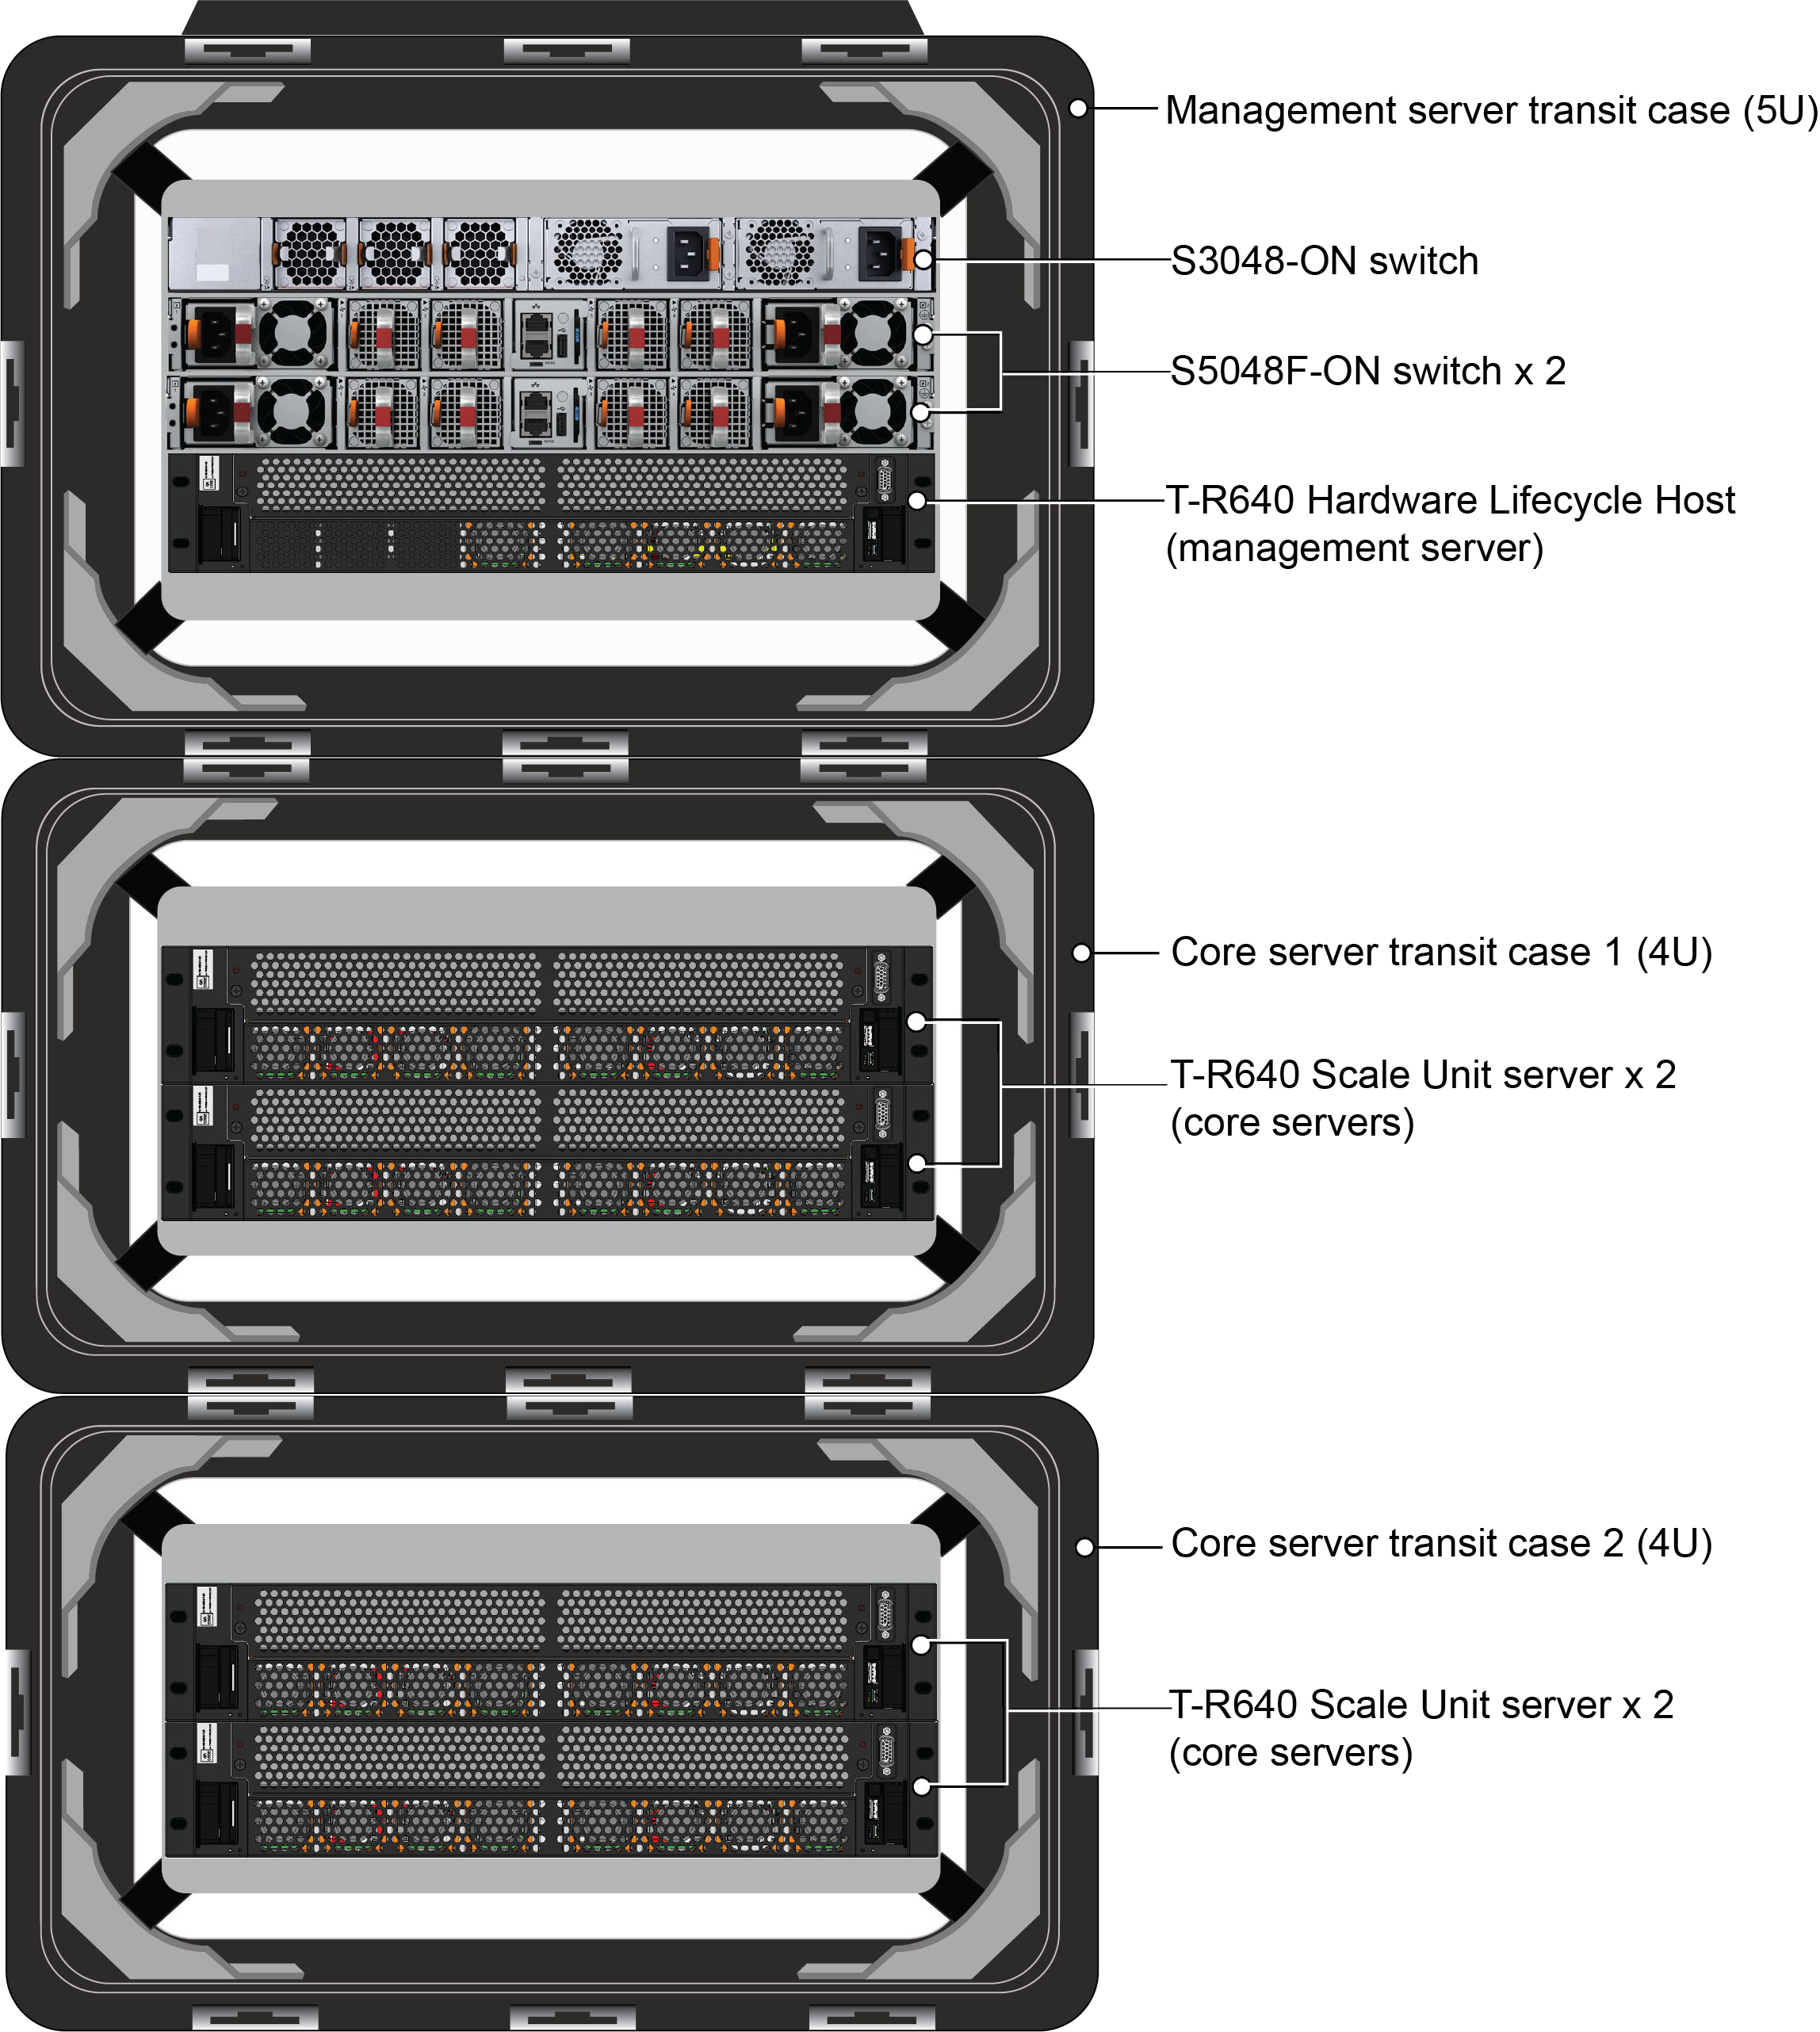 Management server transit case (5U)
S3048-ON switch
S5048F-ON switch x 2
T-R640 Hardware Lifecycle Host
(management server)
Core server transit case 1 (4U)
T-R640 Scale Unit server x 2
(core servers)
Core server transit case 2 (4U)
T-R640 Scale Unit server x 2
(core servers)